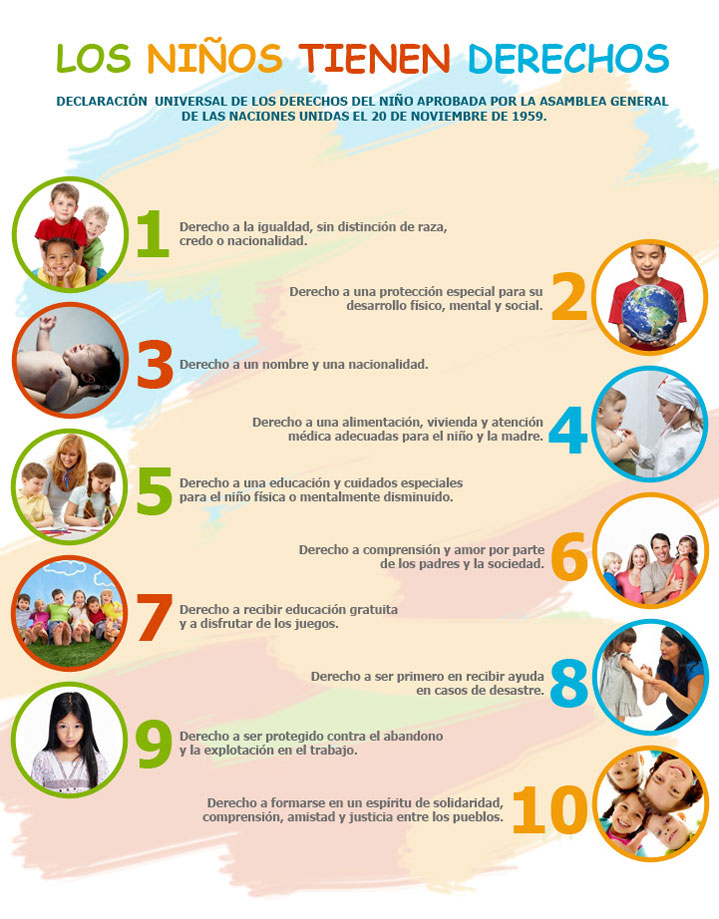 LOS NIÑOS TIENEN DERECHOS
DECLARACIÓN UNIVERSAL DE LOS DERECHOS DEL NIÑO APROBADA POR LA ASAMBLEA GENERAL
DE LAS NACIONES UNIDAS EL 20 DE NOVIEMBRE DE 1959.
1
Derecho a la igualdad, sin distinción de raza,
credo o nacionalidad.
2
Derecho a una protección especial para su
desarrollo físico, mental y social.
3
Derecho a un nombre y una nacionalidad.
4
Derecho a una alimentación, vivienda y atención
médica adecuadas para el niño y la madre.
5
Derecho a una educación y cuidados especiales
para el niño física o mentalmente disminuido.
6
Derecho a comprensión y amor por parte
de los padres y la sociedad.
7
Derecho a recibir educación gratuita
y a disfrutar de los juegos.
8
Derecho a ser primero en recibir ayuda
en casos de desastre.
9
Derecho a ser protegido contra el abandono
y la explotación en el trabajo.
10
Derecho a formarse en un espíritu de solidaridad,
comprensión, amistad y justicia entre los pueblos.